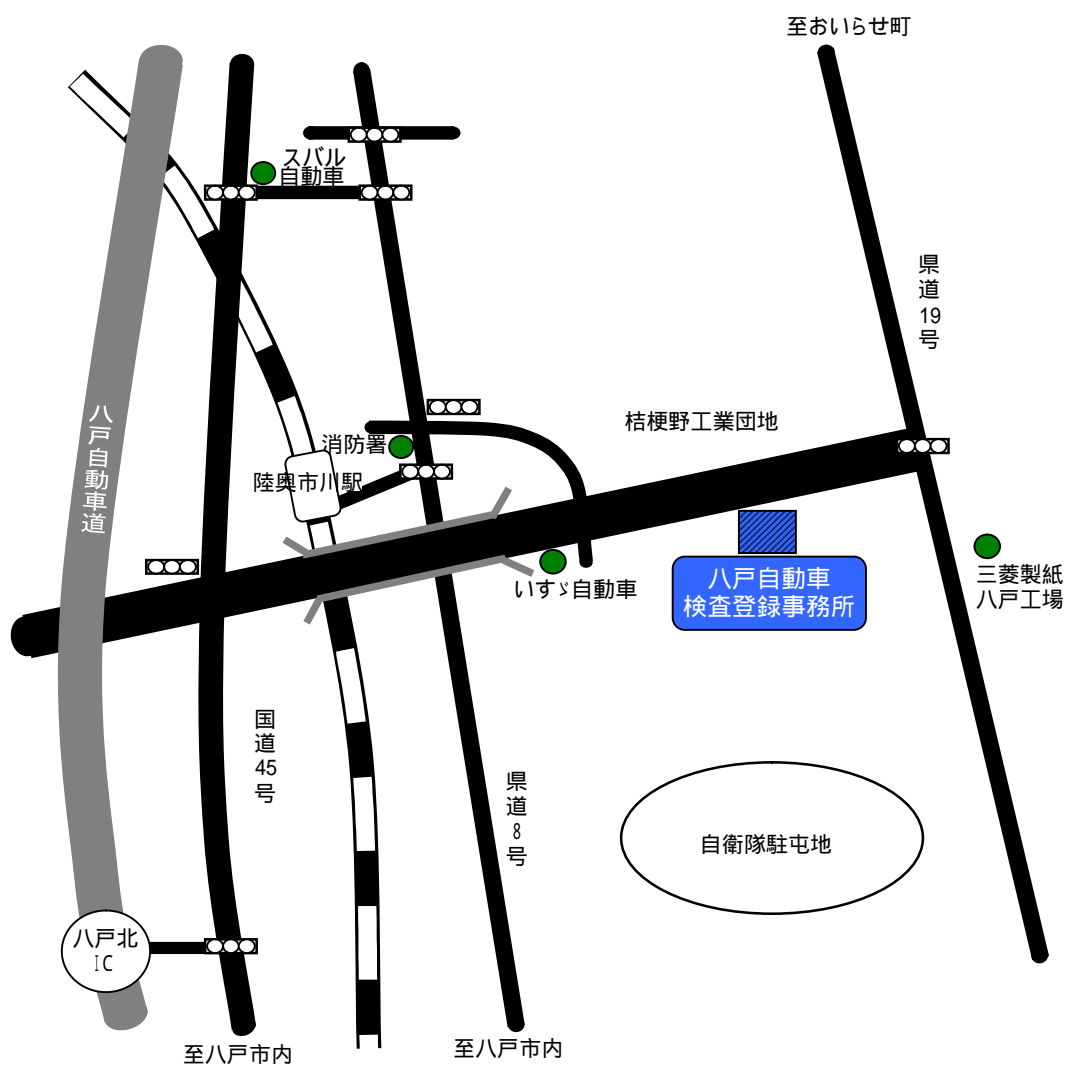 至おいらせ町
スバル
自動車
県道19号
八戸自動車道
桔梗野工業団地
消防署
陸奥市川駅
いすゞ自動車
八戸自動車
検査登録事務所
三菱製紙
八戸工場
国道45号
県道8号
自衛隊駐屯地
八戸北
IC
至八戸市内
至八戸市内